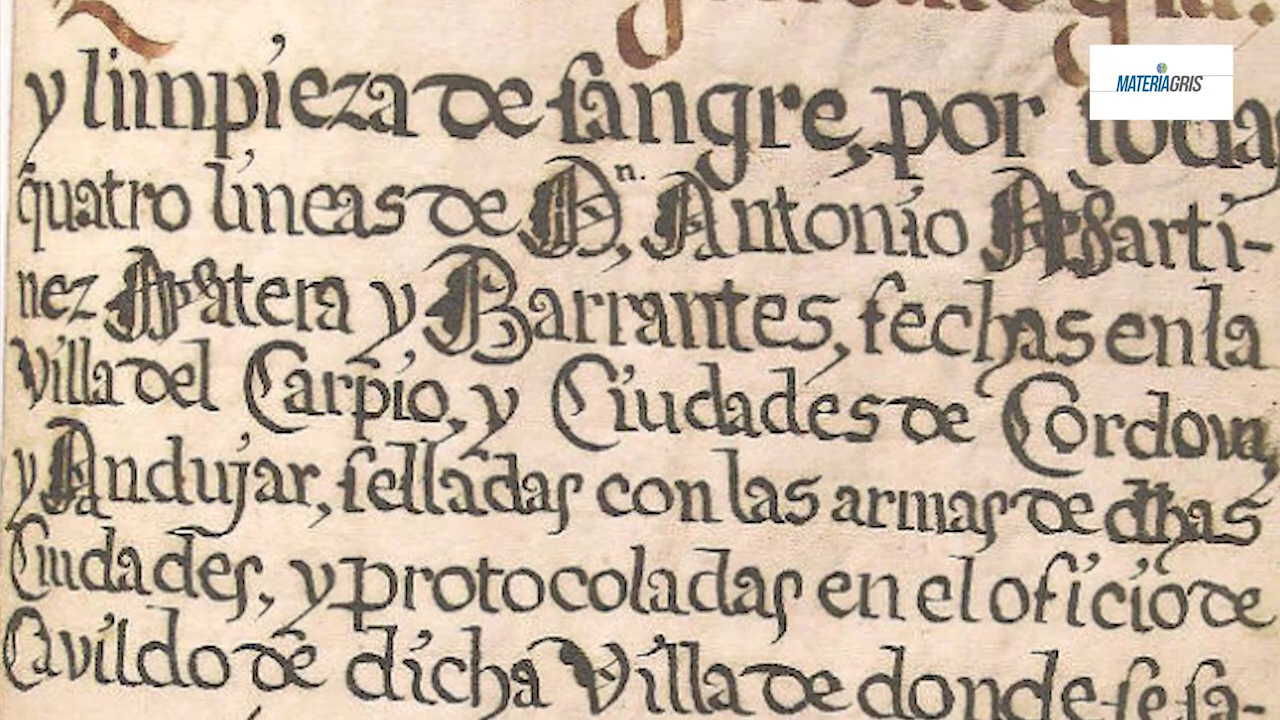 y limpieza de sangre, por todas
quatro lineas de Dn. Antonio Marti-
nez Matera y Barrantes, fechas en la
Villa del Carpio, y Ciudades de Cordova,
y Andujar, selladas con las armas de dhas
Ciudades, y protocoladas en el oficio de
Cavildo de dicha Villa de donde se sa-
MATERIAGRIS